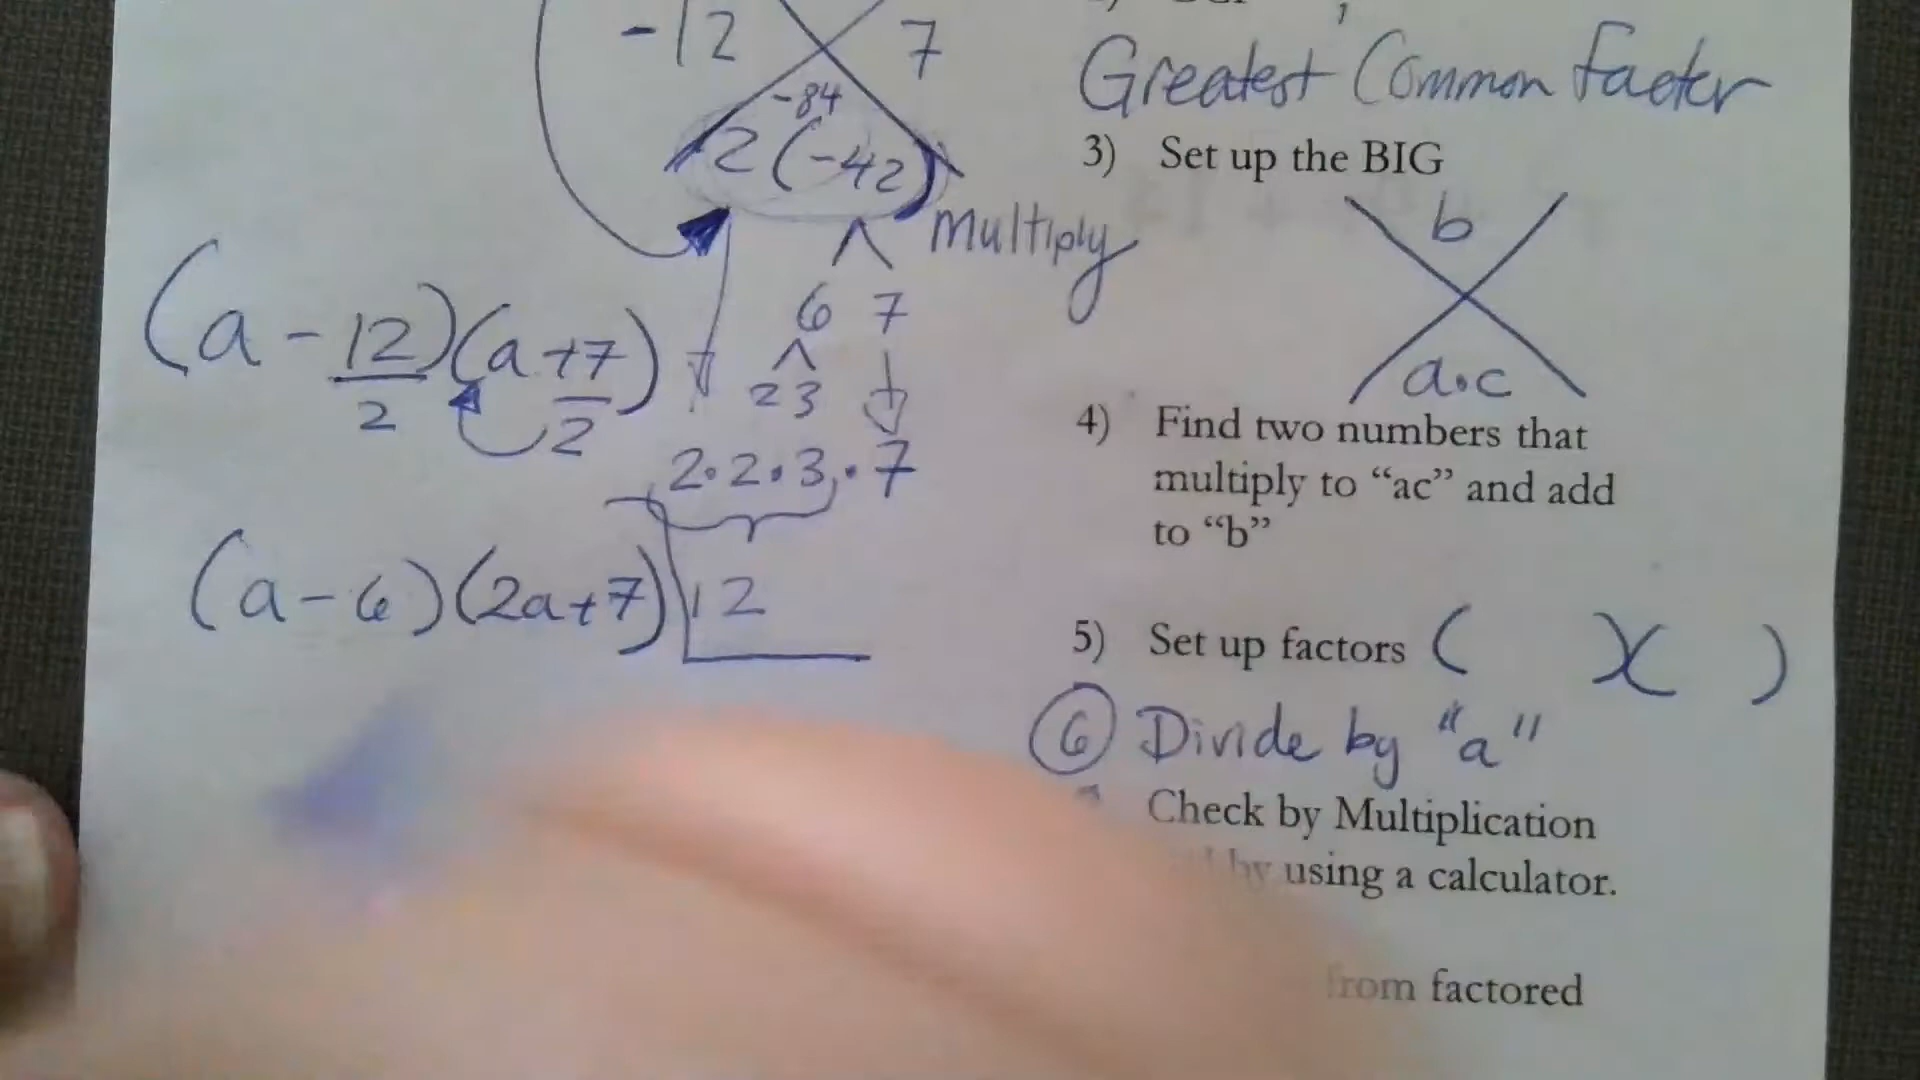 -12 7
-84
2(-42)
Multiply
6 7
2 3
2·2·3·7
12
(a - 12/2)(a + 7/2)
(a - 6)(2a + 7)
Greatest Common Factor
3) Set up the BIG
b
a·c
4) Find two numbers that
multiply to “ac” and add
to “b”
5) Set up factors ( )( )
6 Divide by "a"
Check by Multiplication
by using a calculator.
from factored